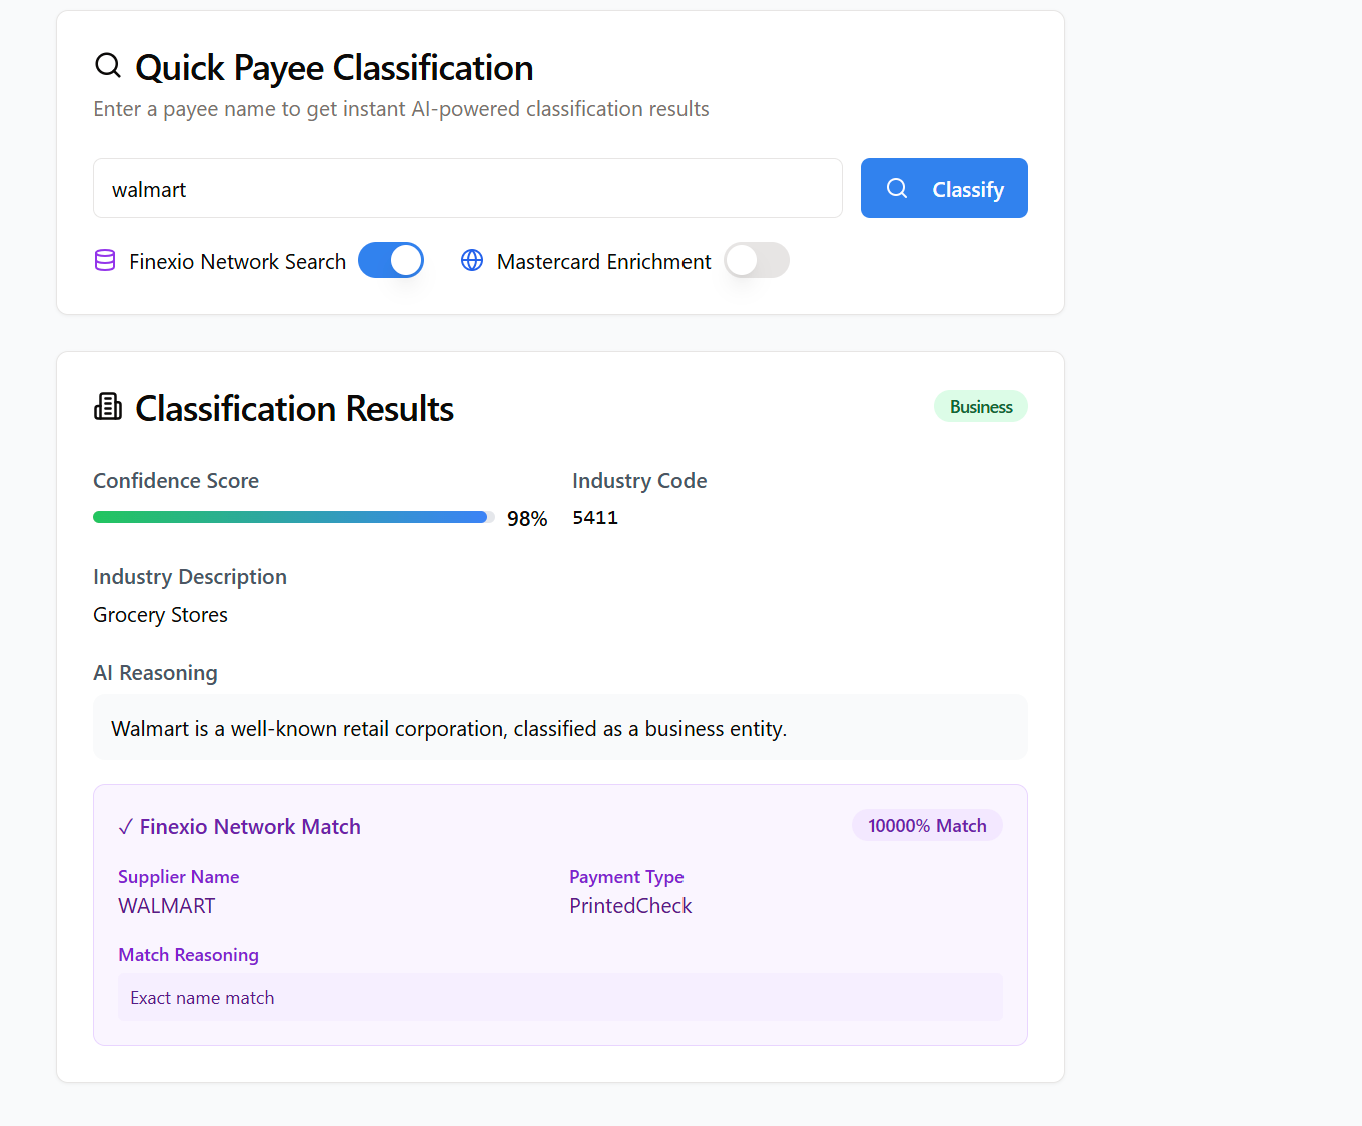 Quick Payee Classification
Enter a payee name to get instant AI-powered classification results
walmart
Classify
Finexio Network Search
Mastercard Enrichment
Classification Results
Business
Confidence Score
Industry Code
98%
5411
Industry Description
Grocery Stores
AI Reasoning
Walmart is a well-known retail corporation, classified as a business entity.
✓ Finexio Network Match
10000% Match
Supplier Name
Payment Type
WALMART
PrintedCheck
Match Reasoning
Exact name match